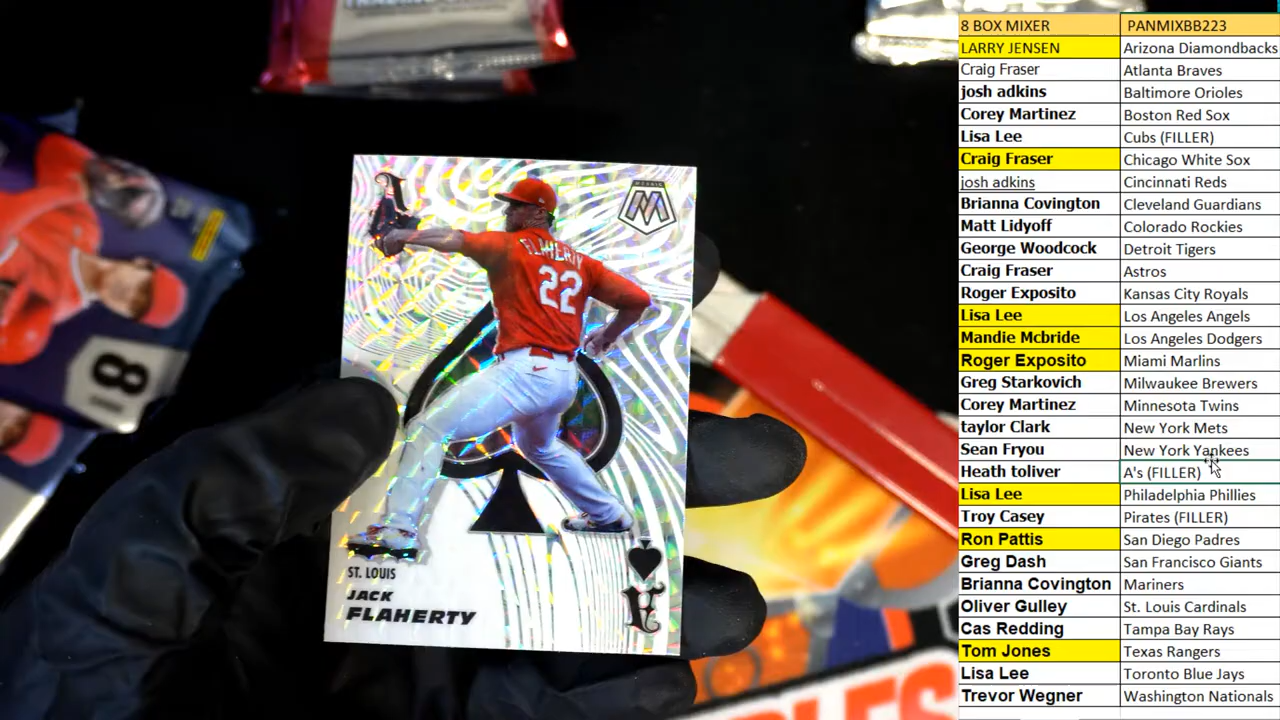 TRADING CARDS
8
MOSAIC
M
J
FLAHERTY
22
ST. LOUIS
JACK
FLAHERTY
F
8 BOX MIXER PANMIXBB223
LARRY JENSEN Arizona Diamondbacks
Craig Fraser Atlanta Braves
josh adkins Baltimore Orioles
Corey Martinez Boston Red Sox
Lisa Lee Cubs (FILLER)
Craig Fraser Chicago White Sox
josh adkins Cincinnati Reds
Brianna Covington Cleveland Guardians
Matt Lidyoff Colorado Rockies
George Woodcock Detroit Tigers
Craig Fraser Astros
Roger Exposito Kansas City Royals
Lisa Lee Los Angeles Angels
Mandie Mcbride Los Angeles Dodgers
Roger Exposito Miami Marlins
Greg Starkovich Milwaukee Brewers
Corey Martinez Minnesota Twins
taylor Clark New York Mets
Sean Fryou New York Yankees
Heath toliver A's (FILLER)
Lisa Lee Philadelphia Phillies
Troy Casey Pirates (FILLER)
Ron Pattis San Diego Padres
Greg Dash San Francisco Giants
Brianna Covington Mariners
Oliver Gulley St. Louis Cardinals
Cas Redding Tampa Bay Rays
Tom Jones Texas Rangers
Lisa Lee Toronto Blue Jays
Trevor Wegner Washington Nationals